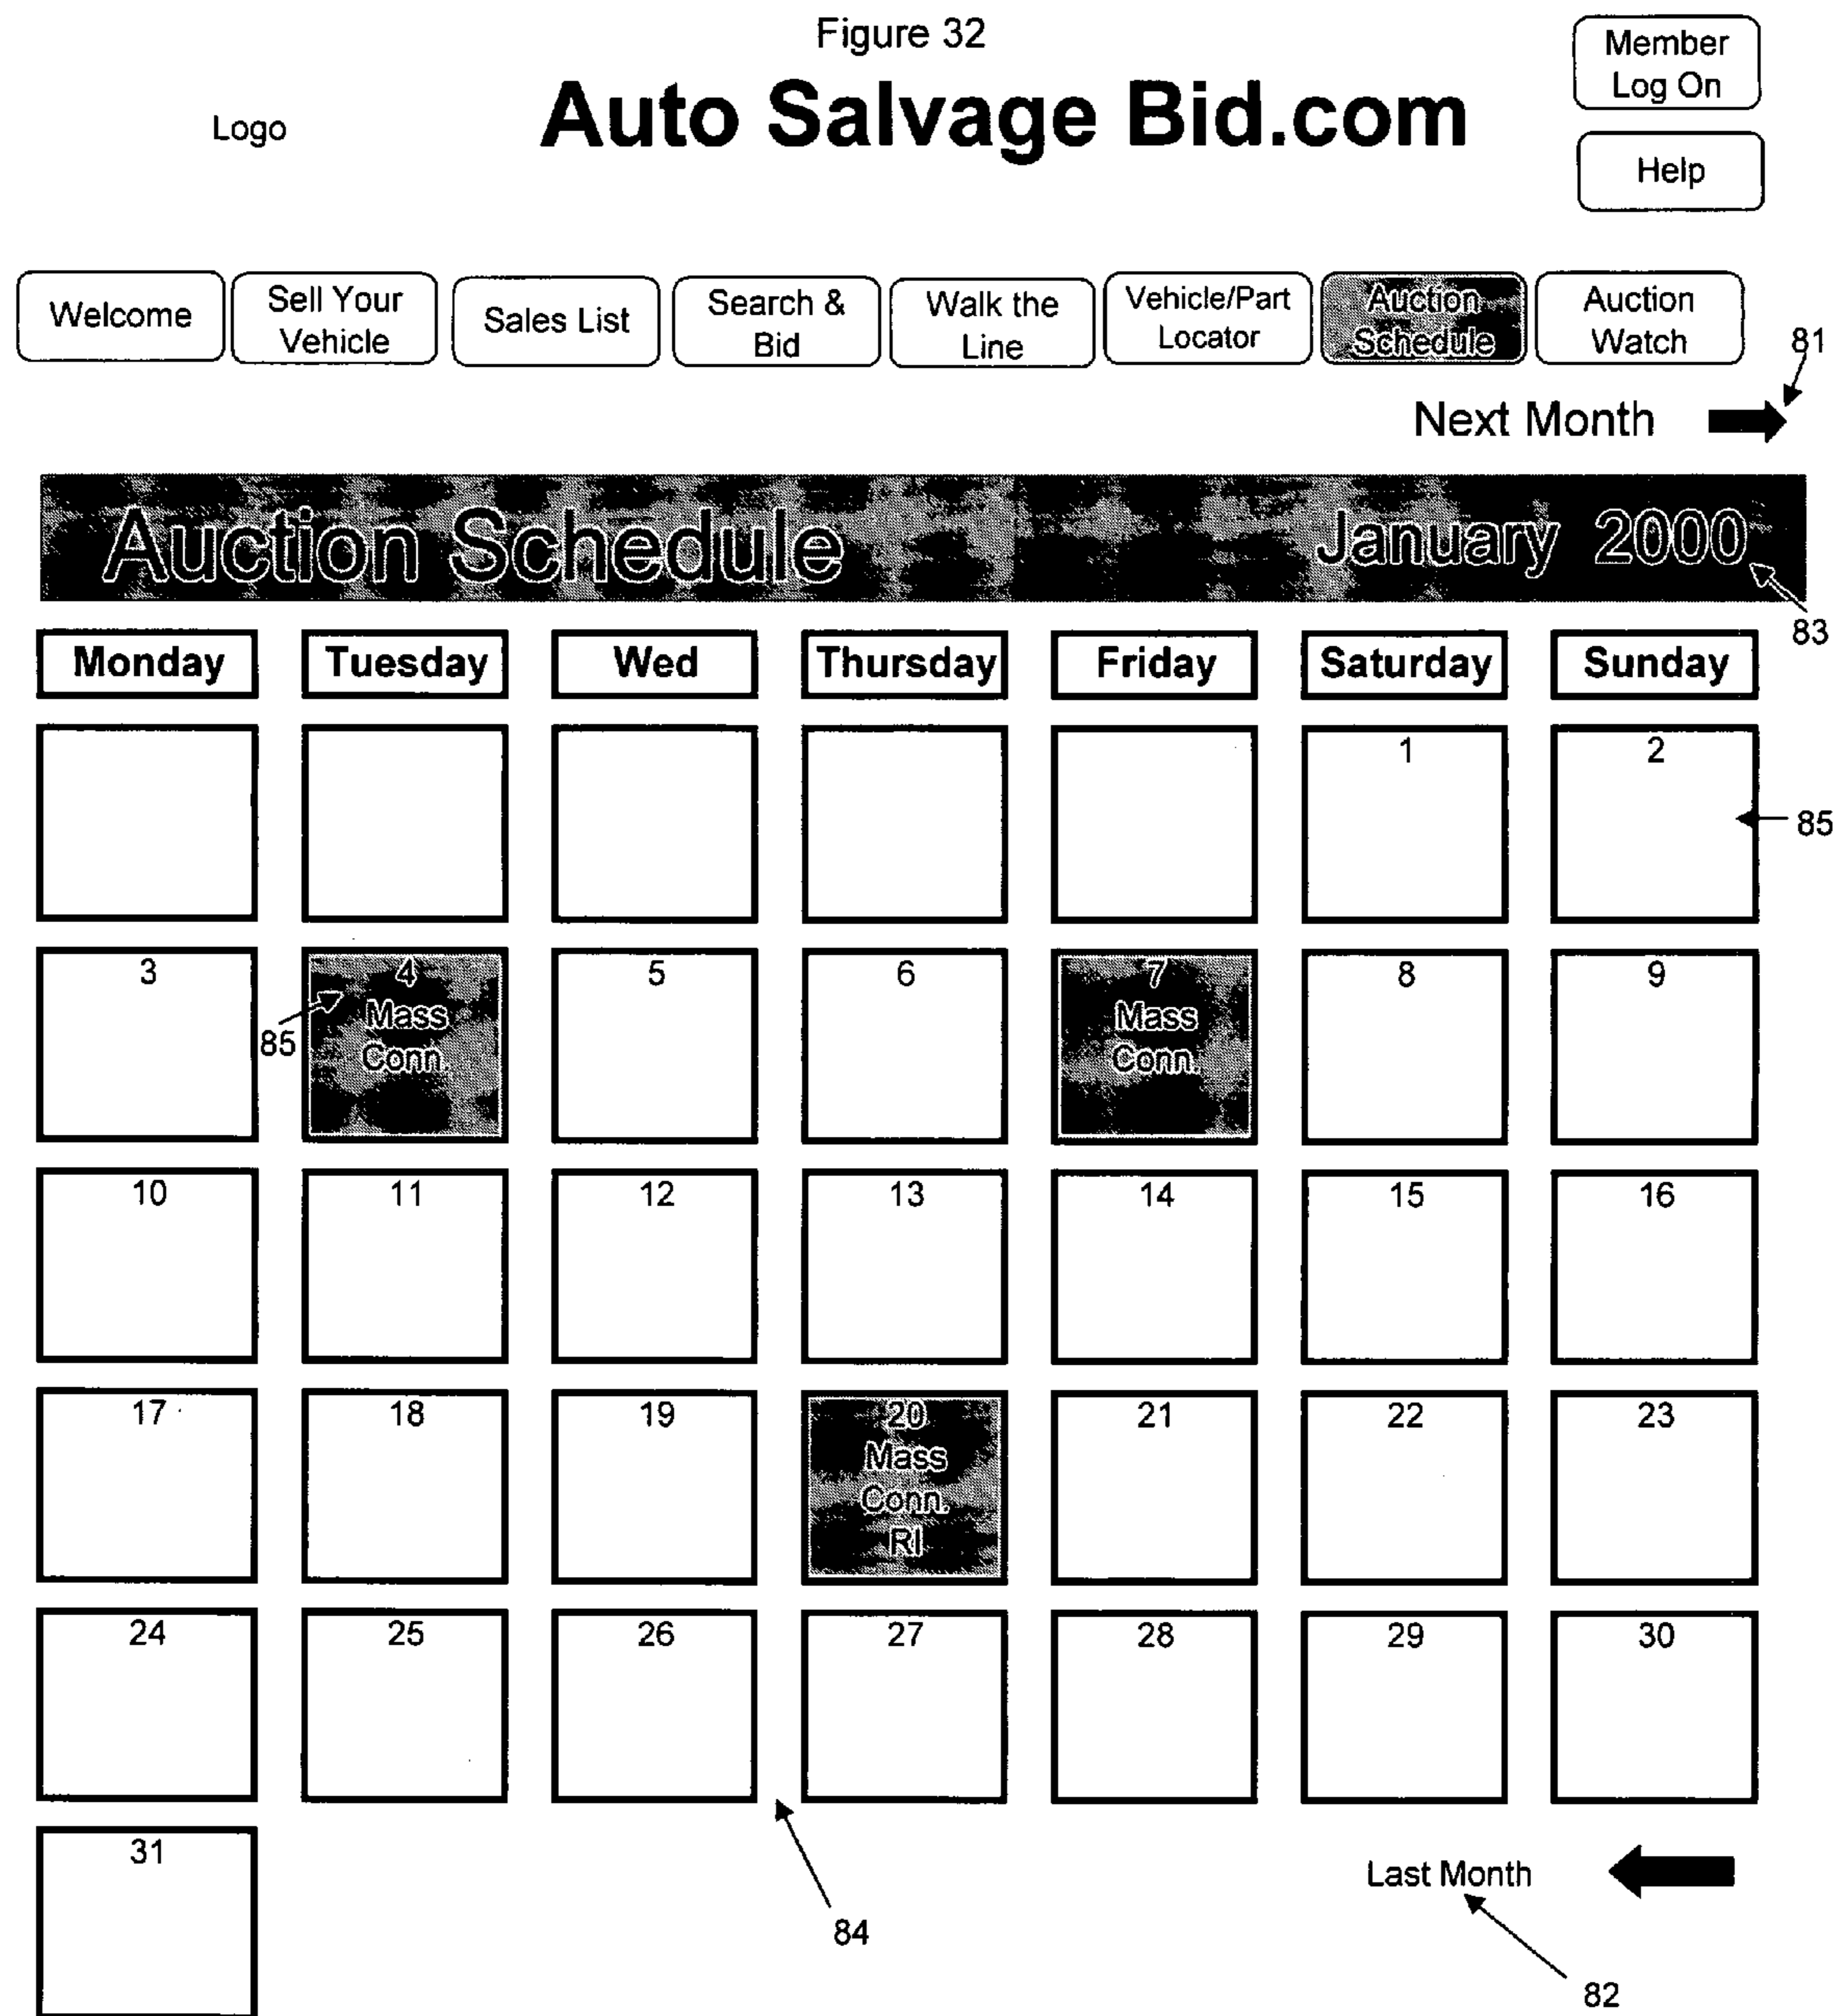 Figure 32
Member
Log On
Logo
Auto Salvage Bid.com
Help
Welcome
Sell Your
Vehicle
Sales List
Search &
Bid
Walk the
Line
Vehicle/Part
Locator
Auction
Schedule
Auction
Watch
81
Next Month
Auction Schedule January 2000
83
Monday Tuesday Wed Thursday Friday Saturday Sunday
1 2
85
3 4 5 6 7 8 9
Mass Mass
85
Conn. Conn.
10 11 12 13 14 15 16
17 18 19 20 21 22 23
Mass
Conn.
RI
24 25 26 27 28 29 30
31
Last Month
84
82